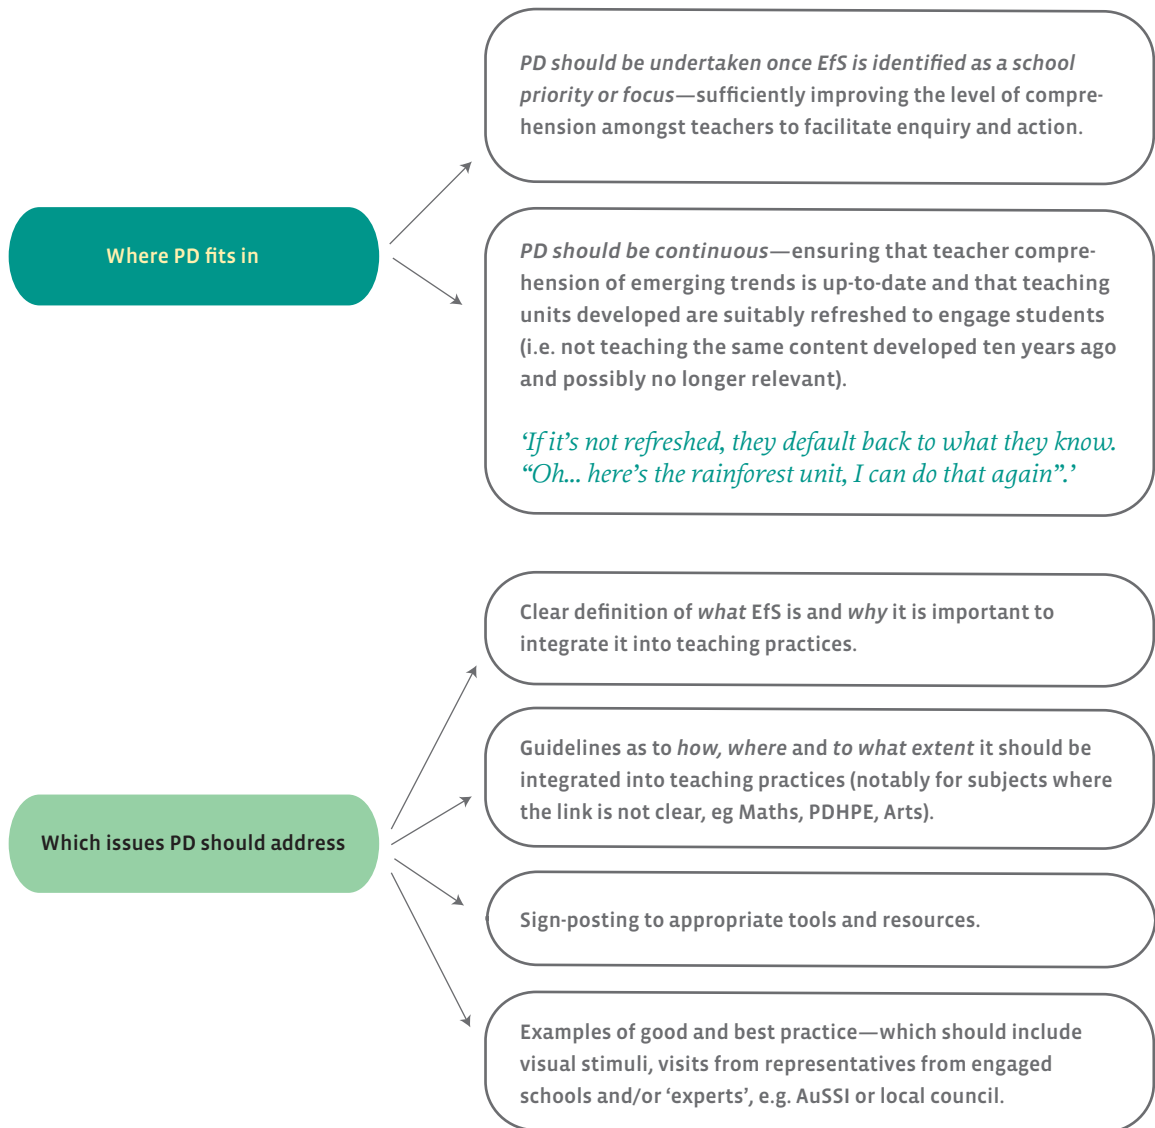 PD should be undertaken once EfS is identified as a school
priority or focus—sufficiently improving the level of compre-
hension amongst teachers to facilitate enquiry and action.
Where PD fits in
PD should be continuous—ensuring that teacher compre-
hension of emerging trends is up-to-date and that teaching
units developed are suitably refreshed to engage students
(i.e. not teaching the same content developed ten years ago
and possibly no longer relevant).
‘If it’s not refreshed, they default back to what they know.
“Oh... here’s the rainforest unit, I can do that again”.’
Clear definition of what EfS is and why it is important to
integrate it into teaching practices.
Guidelines as to how, where and to what extent it should be
integrated into teaching practices (notably for subjects where
the link is not clear, eg Maths, PDHPE, Arts).
Which issues PD should address
Sign-posting to appropriate tools and resources.
Examples of good and best practice—which should include
visual stimuli, visits from representatives from engaged
schools and/or ‘experts’, e.g. AuSSI or local council.